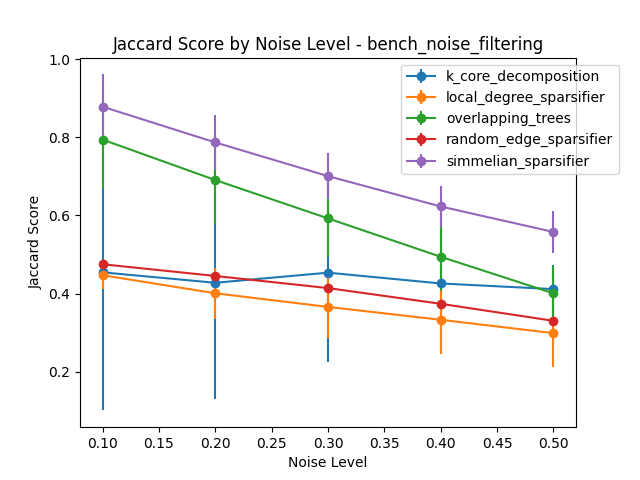 Jaccard Score by Noise Level - bench_noise_filtering
k_core_decomposition
local_degree_sparsifier
overlapping_trees
random_edge_sparsifier
simmelian_sparsifier
Jaccard Score
1.0
0.8
0.6
0.4
0.2
0.10 0.15 0.20 0.25 0.30 0.35 0.40 0.45 0.50
Noise Level